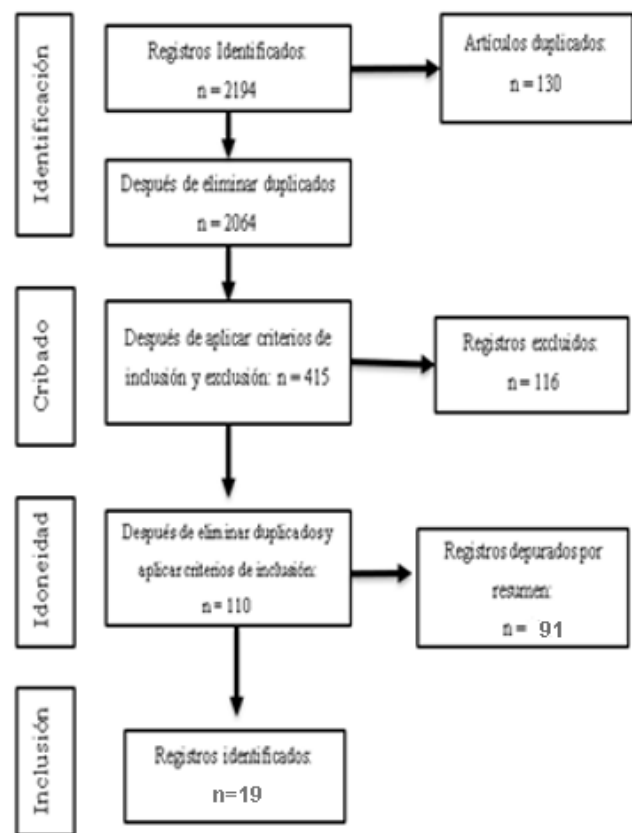 Identificación
Registros Identificados:
n = 2194
Artículos duplicados:
n = 130
Después de eliminar duplicados
n = 2064
Cribado
Después de aplicar criterios de
inclusión y exclusión: n = 415
Registros excluidos:
n = 116
Idoneidad
Después de eliminar duplicados y
aplicar criterios de inclusión:
n = 110
Registros depurados por
resumen:
n = 91
Inclusión
Registros identificados:
n=19